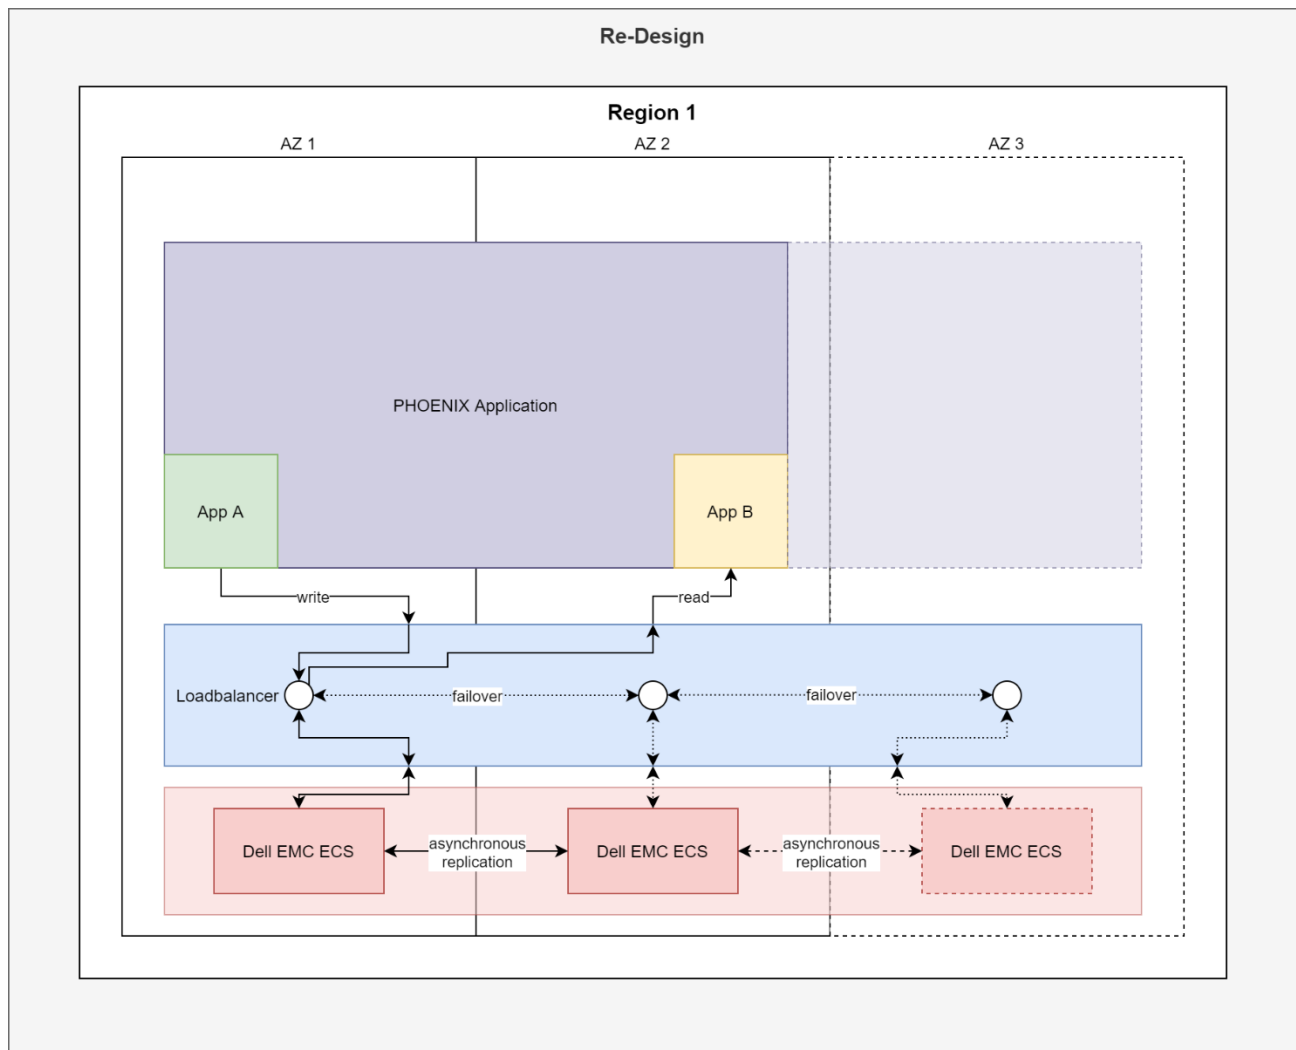 Re-Design
Region 1
AZ 1
AZ 2
AZ 3
PHOENIX Application
App A
App B
write
read
Loadbalancer
failover
failover
Dell EMC ECS
asynchronous
replication
Dell EMC ECS
asynchronous
replication
Dell EMC ECS